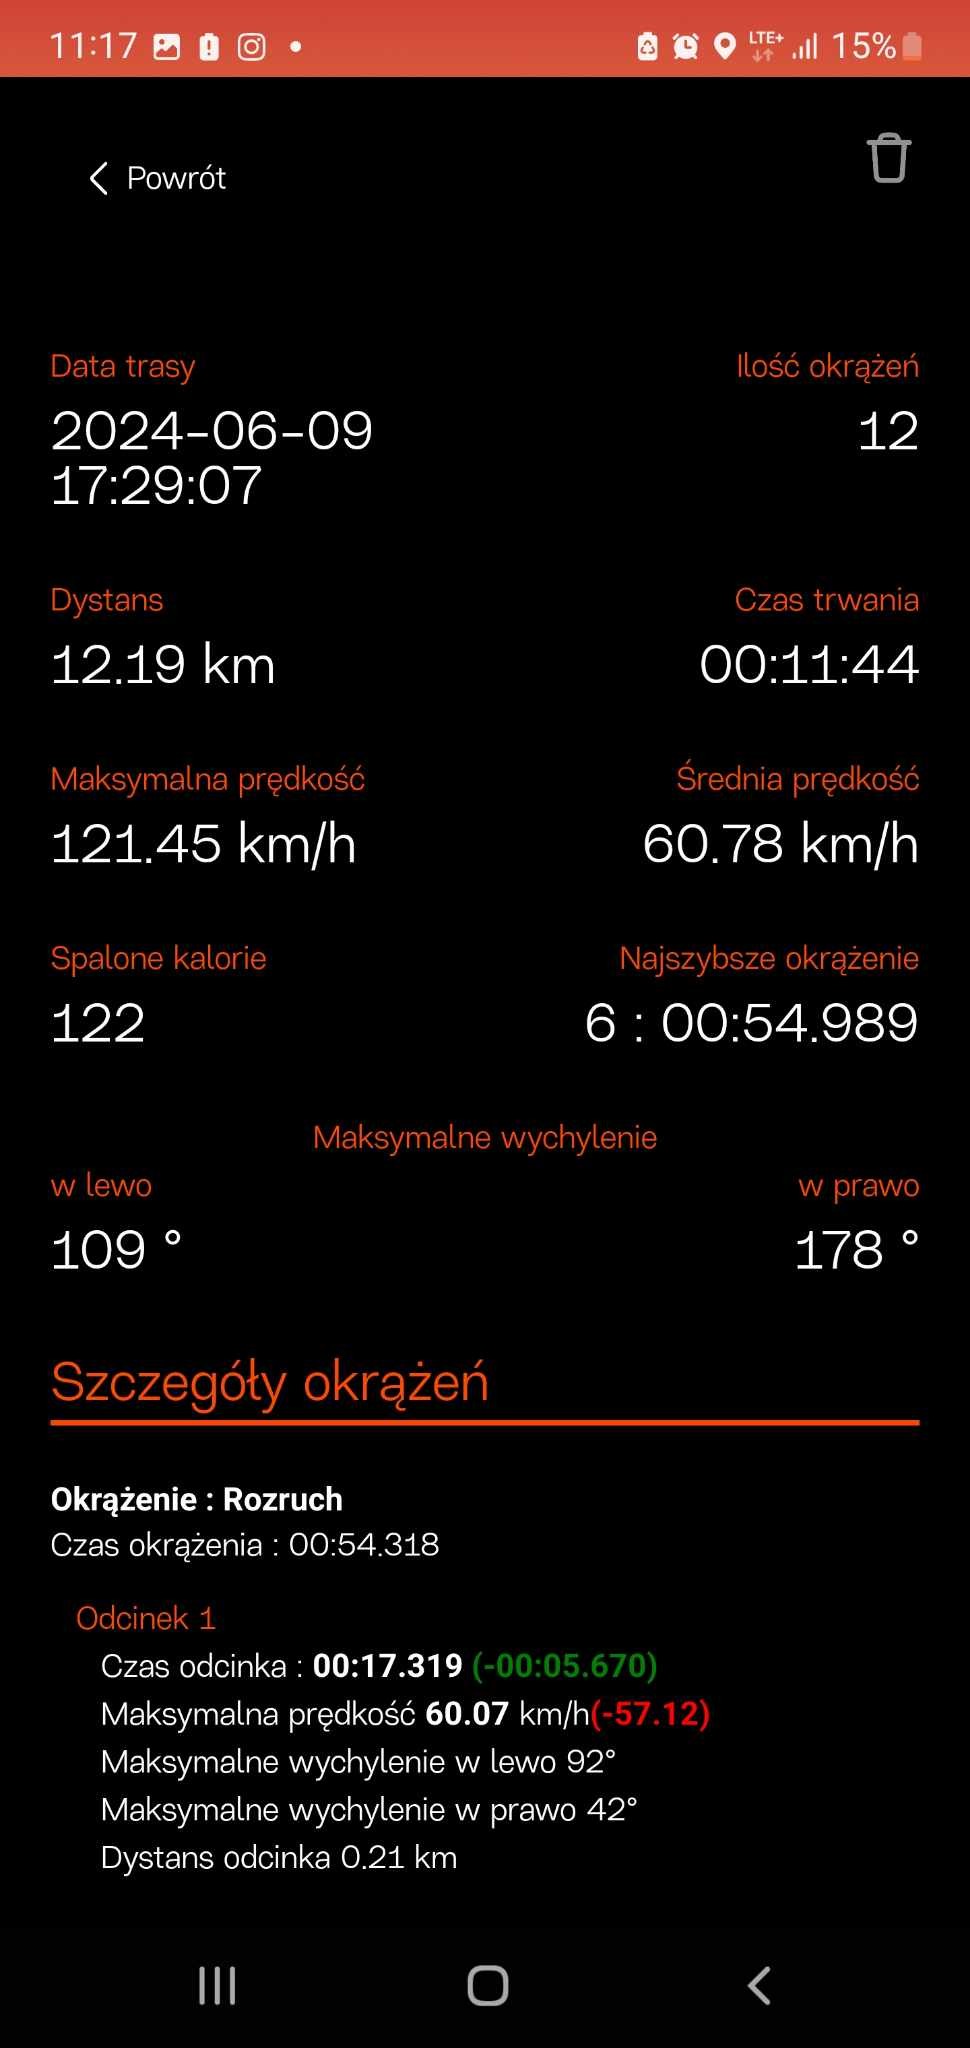 11:17 LTE+ 15%
Powrót
Data trasy Ilość okrążeń
2024-06-09 12
17:29:07
Dystans Czas trwania
12.19 km 00:11:44
Maksymalna prędkość Średnia prędkość
121.45 km/h 60.78 km/h
Spalone kalorie Najszybsze okrążenie
122 6 : 00:54.989
Maksymalne wychylenie
w lewo w prawo
109 ° 178 °
Szczegóły okrążeń
Okrążenie : Rozruch
Czas okrążenia : 00:54.318
Odcinek 1
Czas odcinka : 00:17.319 (-00:05.670)
Maksymalna prędkość 60.07 km/h(-57.12)
Maksymalne wychylenie w lewo 92°
Maksymalne wychylenie w prawo 42°
Dystans odcinka 0.21 km